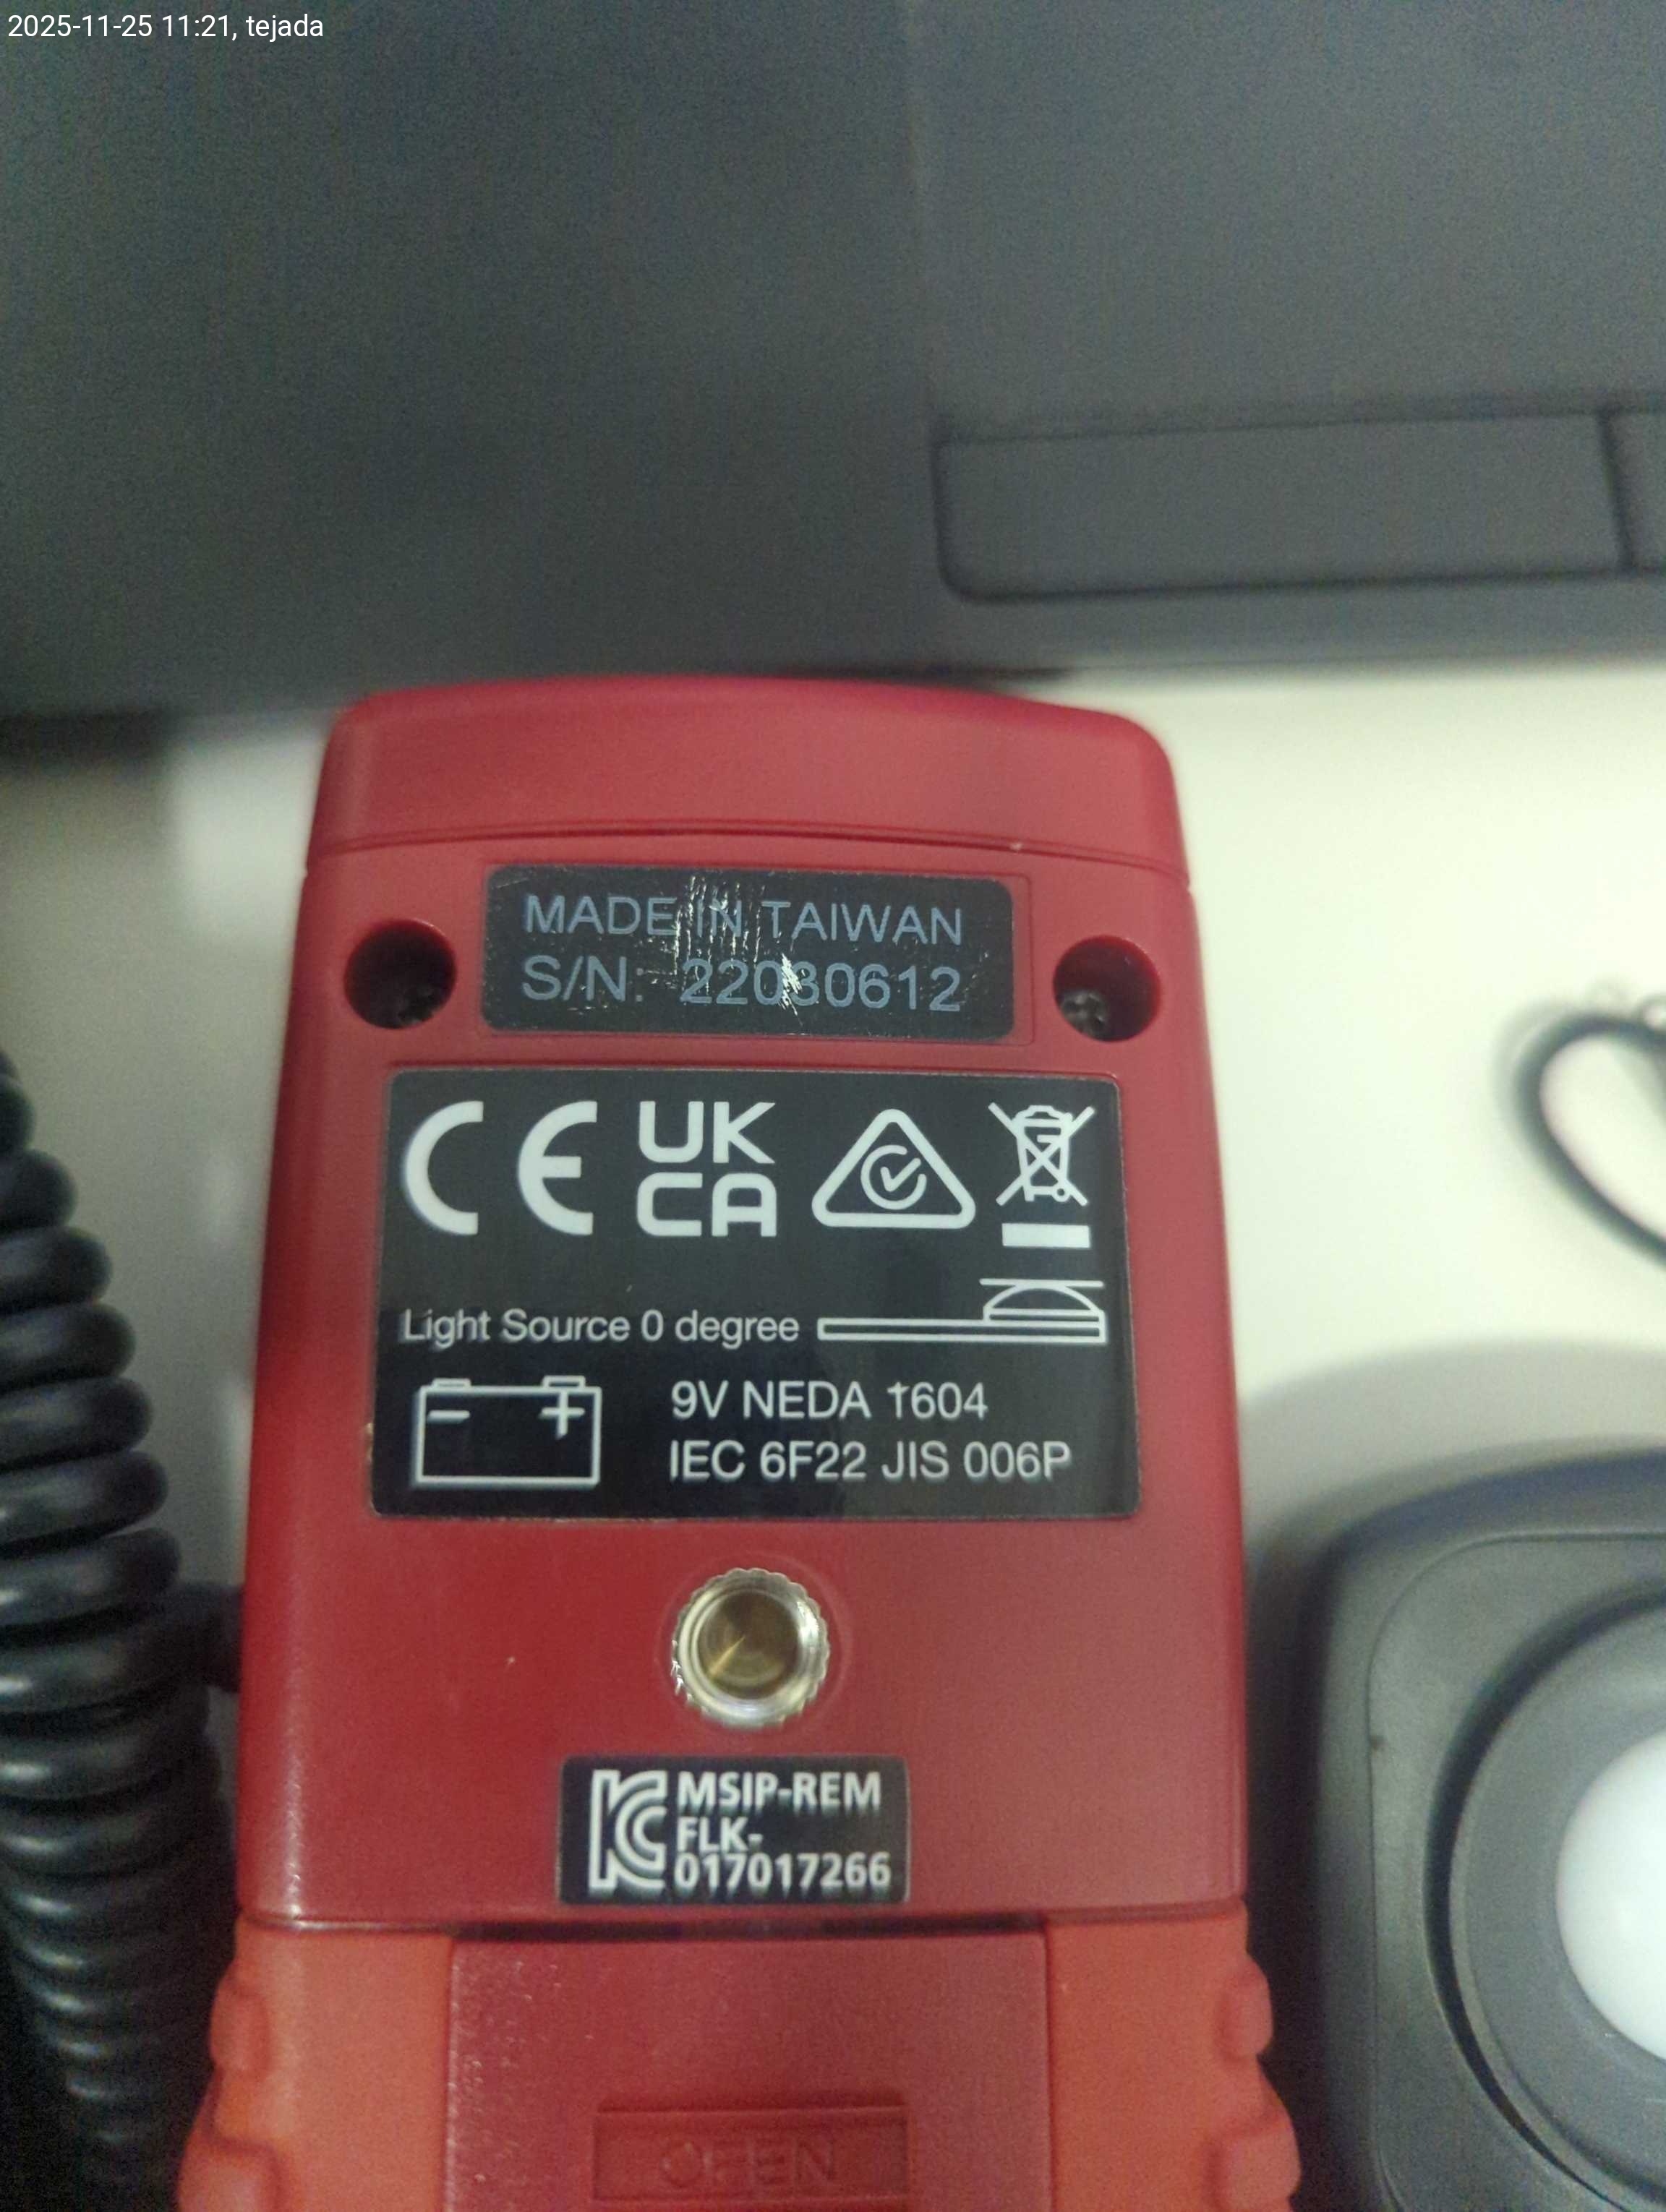 2025-11-25 11:21, tejada
MADE IN TAIWAN
S/N: 22030612
CE UK CA
Light Source 0 degree
9V NEDA 1604
IEC 6F22 JIS 006P
MSIP-REM
FLK-
017017266
OPEN